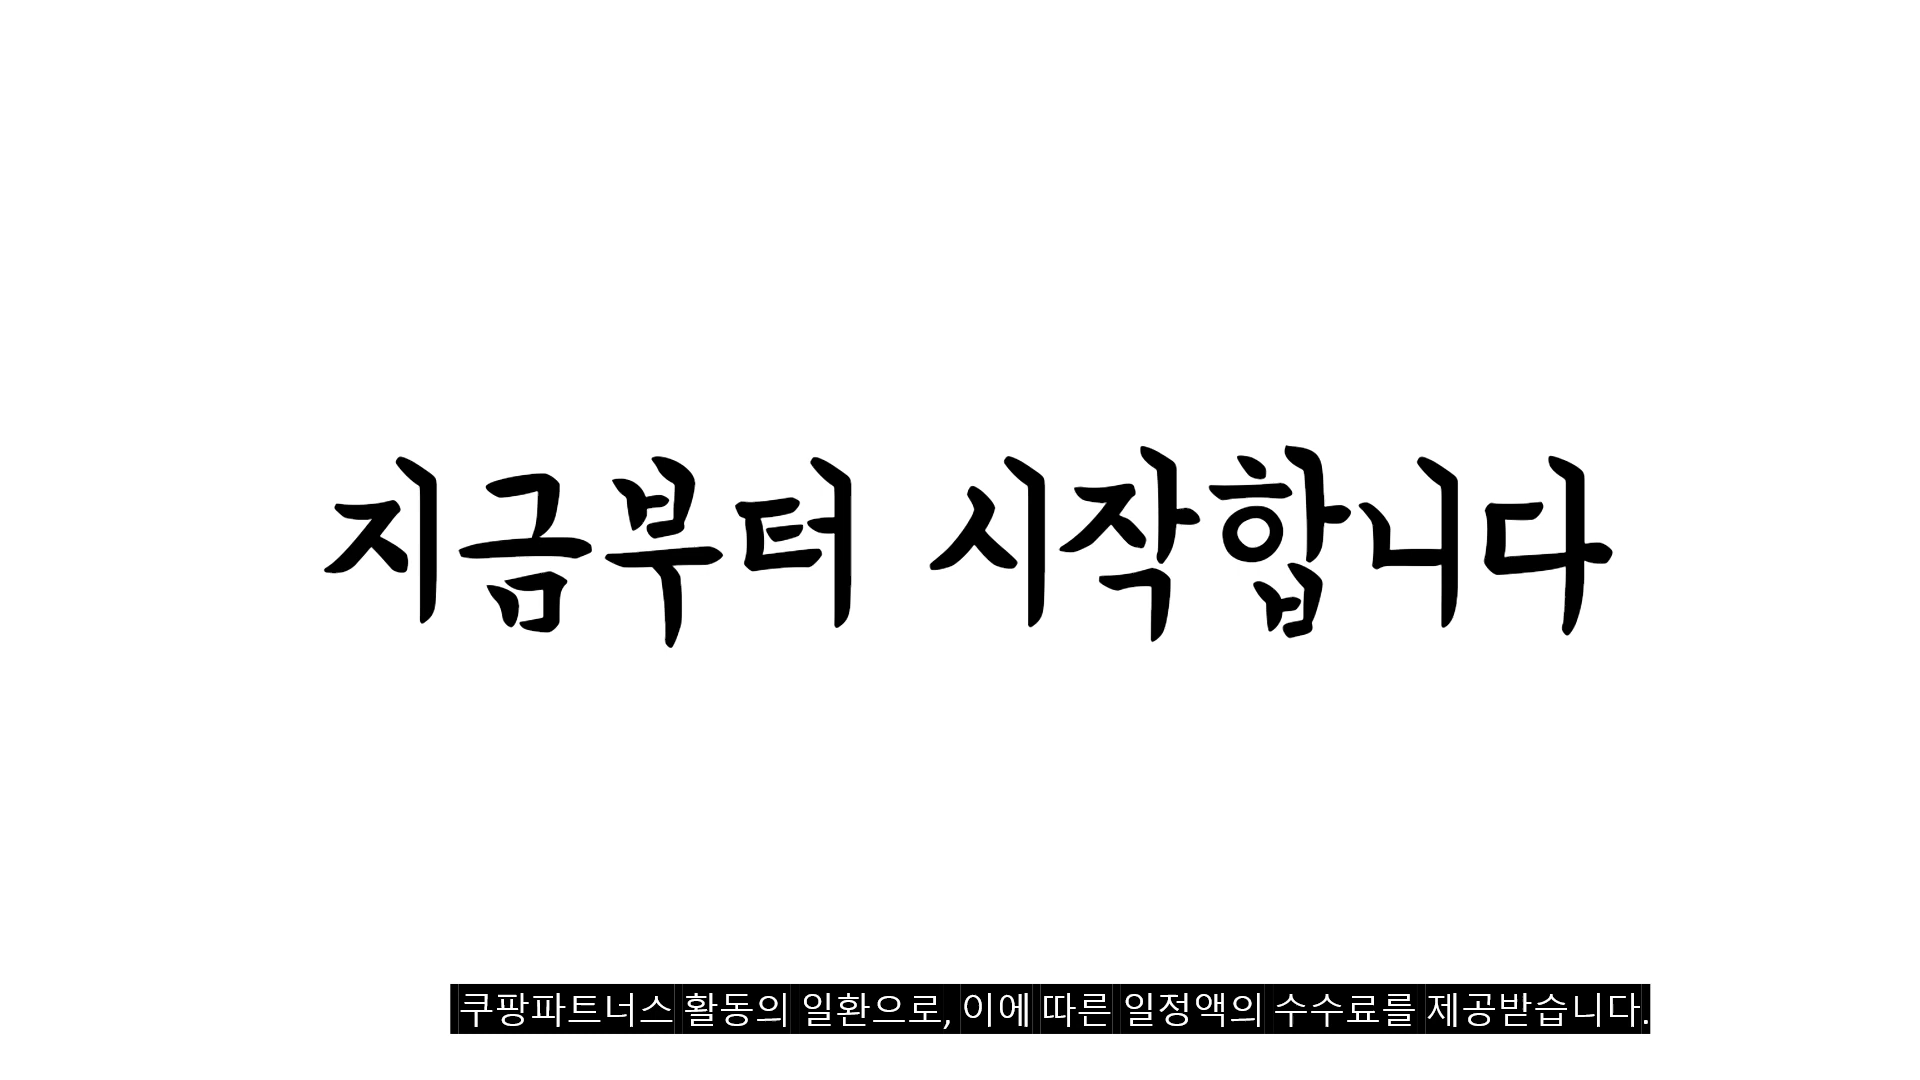 지금부터 시작합니다
쿠팡파트너스 활동의 일환으로, 이에 따른 일정액의 수수료를 제공받습니다.